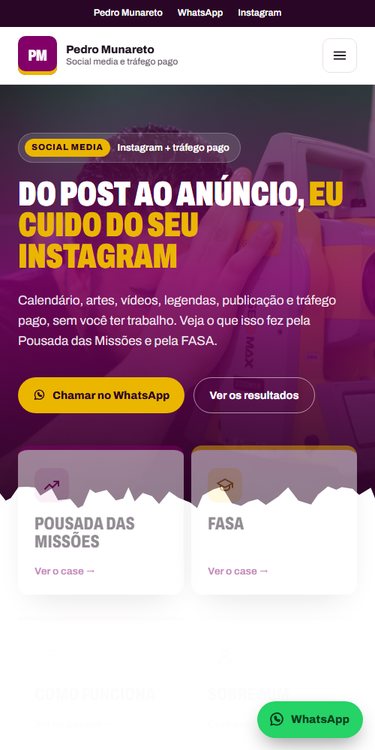 Pedro Munareto WhatsApp Instagram
PM
Pedro Munareto
Social media e tráfego pago
SOCIAL MEDIA Instagram + tráfego pago
DO POST AO ANÚNCIO, EU
CUIDO DO SEU
INSTAGRAM
Calendário, artes, vídeos, legendas, publicação e tráfego
pago, sem você ter trabalho. Veja o que isso fez pela
Pousada das Missões e pela FASA.
Chamar no WhatsApp
Ver os resultados
POUSADA DAS
MISSÕES
Ver o case →
FASA
Ver o case →
COMO FUNCIONA
WhatsApp